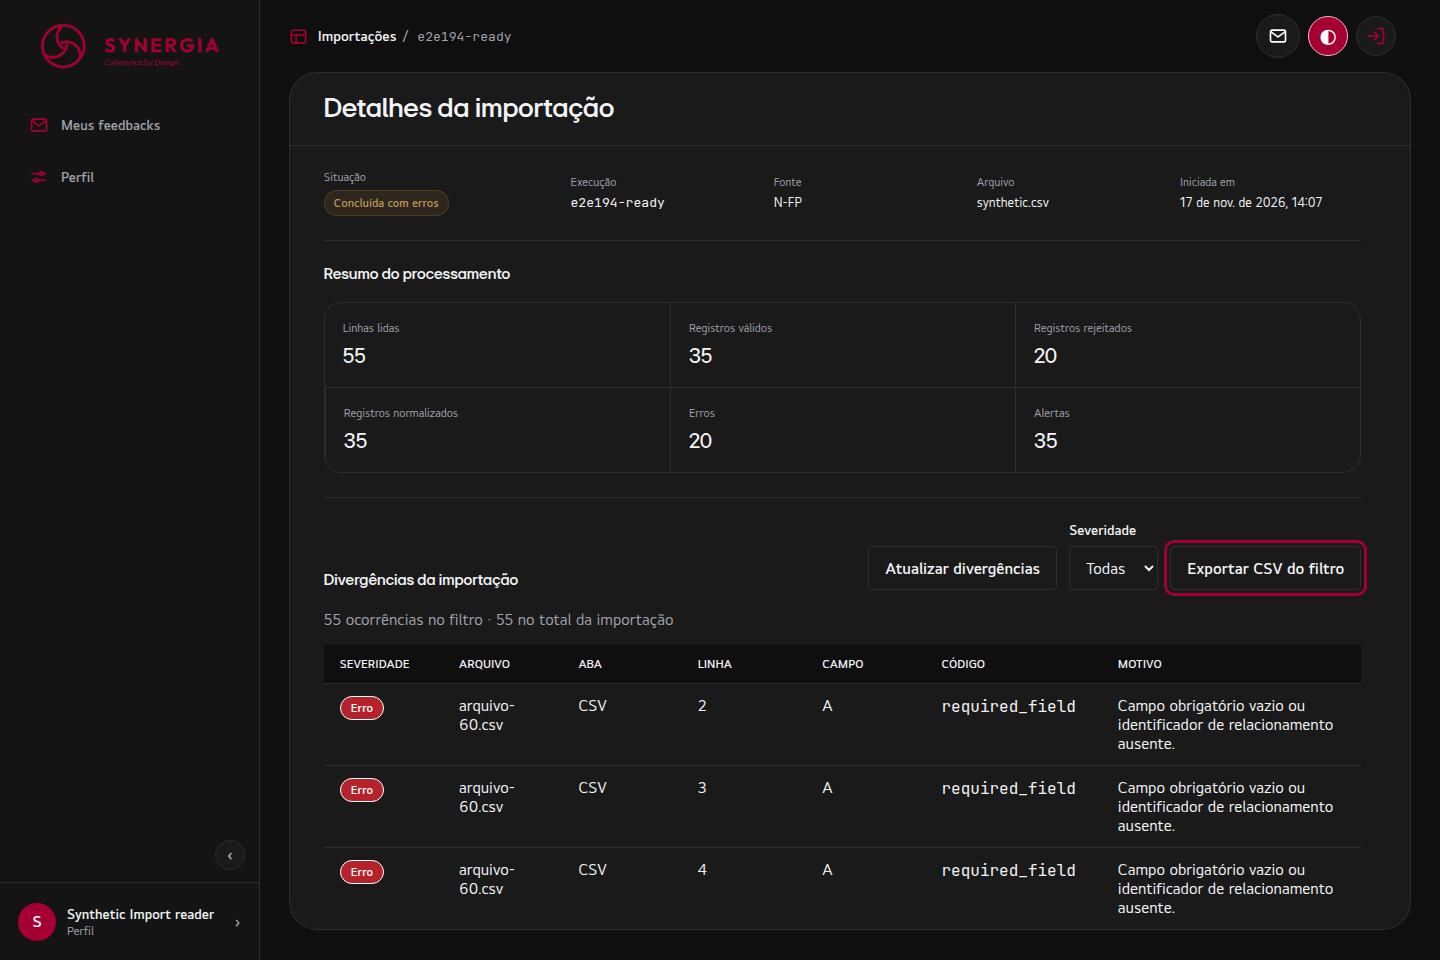 SYNERGIA
Coherence by Design.
Meus feedbacks
Perfil
Importações / e2e194-ready
Detalhes da importação
Situação
Concluída com erros
Execução
e2e194-ready
Fonte
N-FP
Arquivo
synthetic.csv
Iniciada em
17 de nov. de 2026, 14:07
Resumo do processamento
Linhas lidas
55
Registros válidos
35
Registros rejeitados
20
Registros normalizados
35
Erros
20
Alertas
35
Divergências da importação
Atualizar divergências
Severidade
Todas
Exportar CSV do filtro
55 ocorrências no filtro · 55 no total da importação
SEVERIDADE ARQUIVO ABA LINHA CAMPO CÓDIGO MOTIVO
Erro arquivo- CSV 2 A required_field Campo obrigatório vazio ou
60.csv identificador de relacionamento
ausente.
Erro arquivo- CSV 3 A required_field Campo obrigatório vazio ou
60.csv identificador de relacionamento
ausente.
Erro arquivo- CSV 4 A required_field Campo obrigatório vazio ou
60.csv identificador de relacionamento
ausente.
S
Synthetic Import reader
Perfil